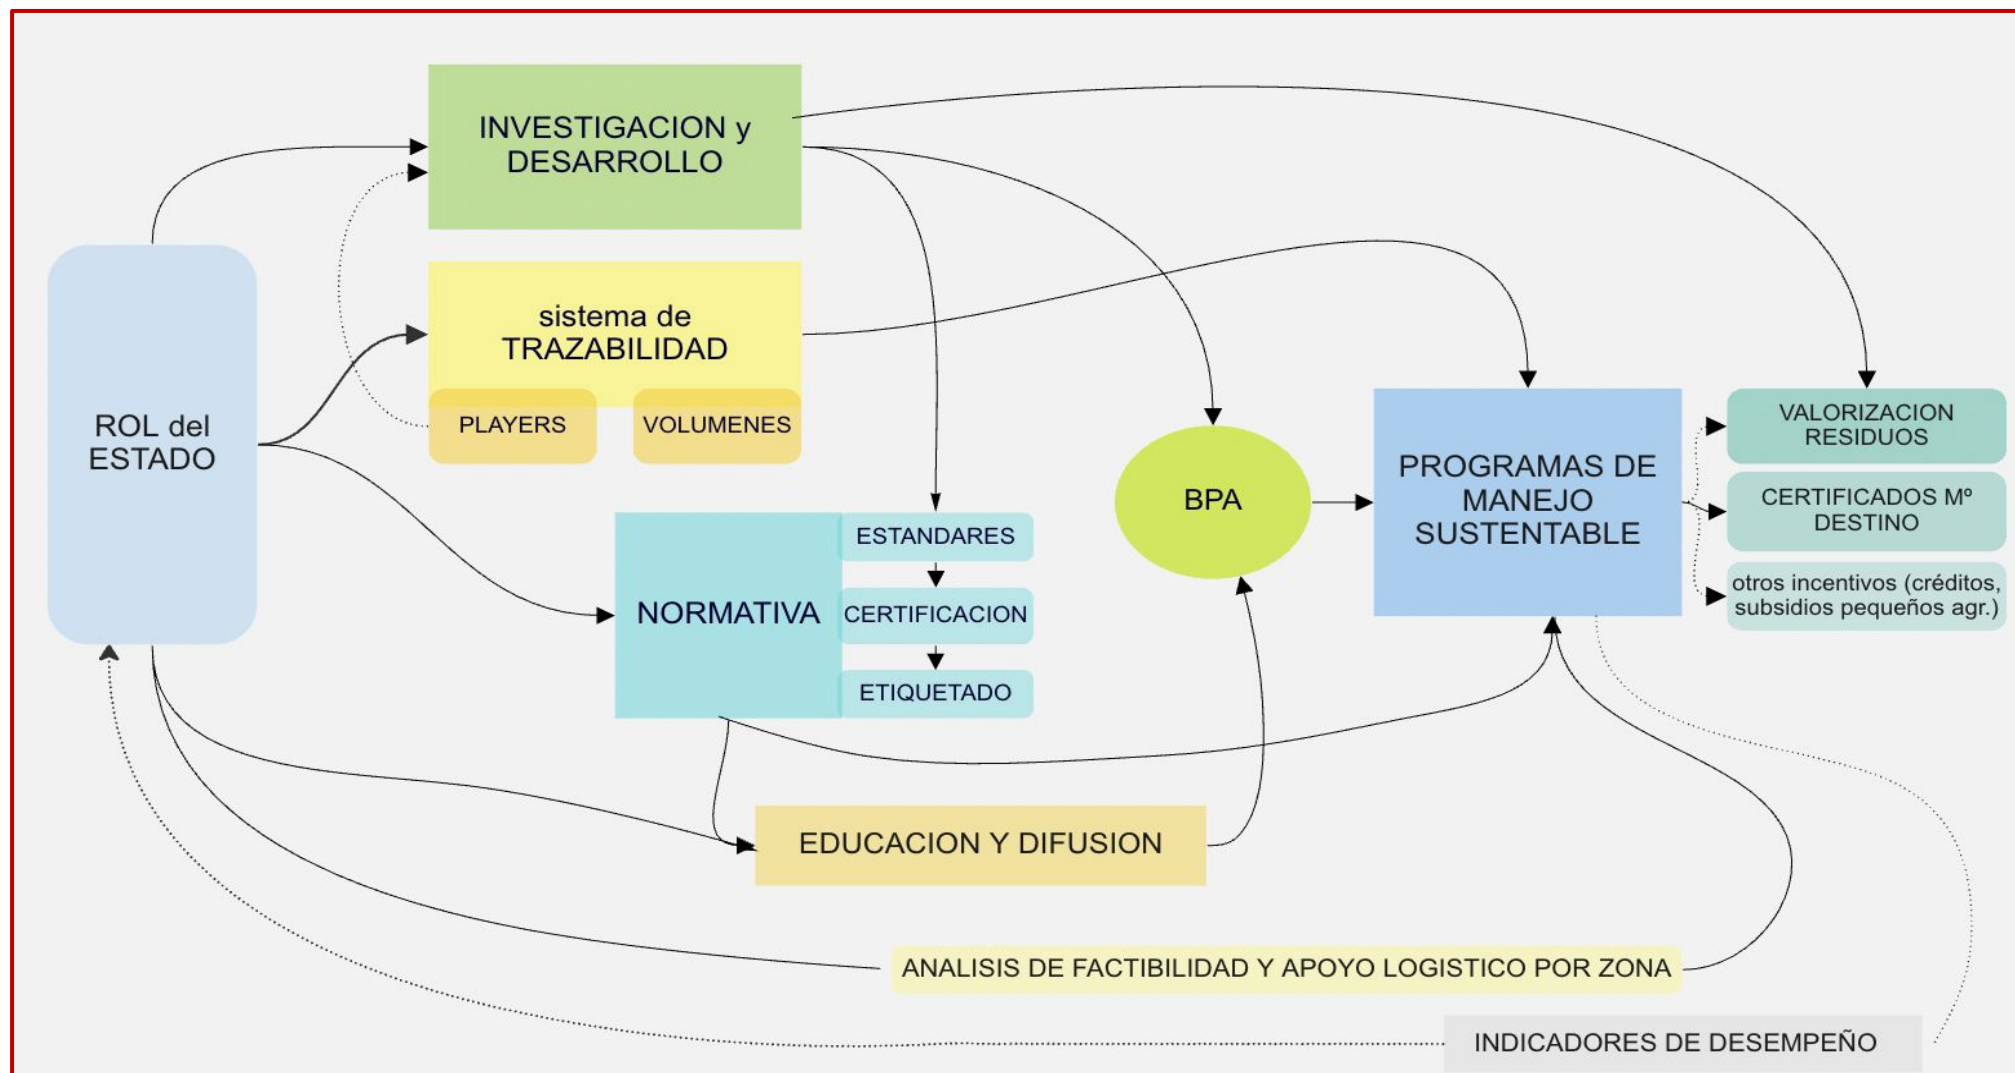 INVESTIGACION y
DESARROLLO
sistema de
TRAZABILIDAD
PLAYERS
VOLUMENES
ROL del
ESTADO
NORMATIVA
ESTANDARES
CERTIFICACION
ETIQUETADO
BPA
PROGRAMAS DE
MANEJO
SUSTENTABLE
VALORIZACION
RESIDUOS
CERTIFICADOS Mº
DESTINO
otros incentivos (créditos,
subsidios pequeños agr.)
EDUCACION Y DIFUSION
ANALISIS DE FACTIBILIDAD Y APOYO LOGISTICO POR ZONA
INDICADORES DE DESEMPEÑO